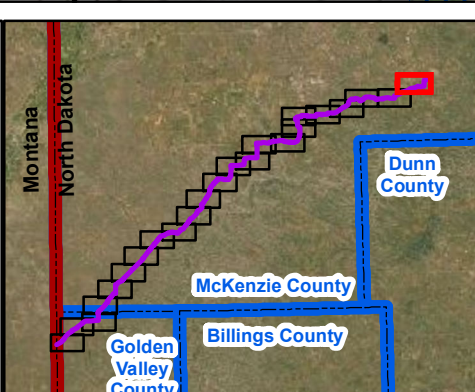 Montana
North Dakota
Dunn
County
McKenzie County
Billings County
Golden
Valley
County